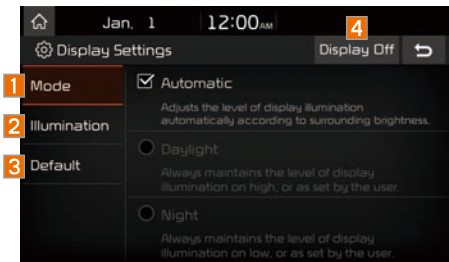 Jan. 1 12:00AM
4
Display Settings Display Off
1 Mode
Automatic
Adjusts the level of display illumination
automatically according to surrounding brightness.
2 Illumination
Daylight
3 Default
Always maintains the level of display
illumination on high, or as set by the user.
Night
Always maintains the level of display
illumination on low, or as set by the user.